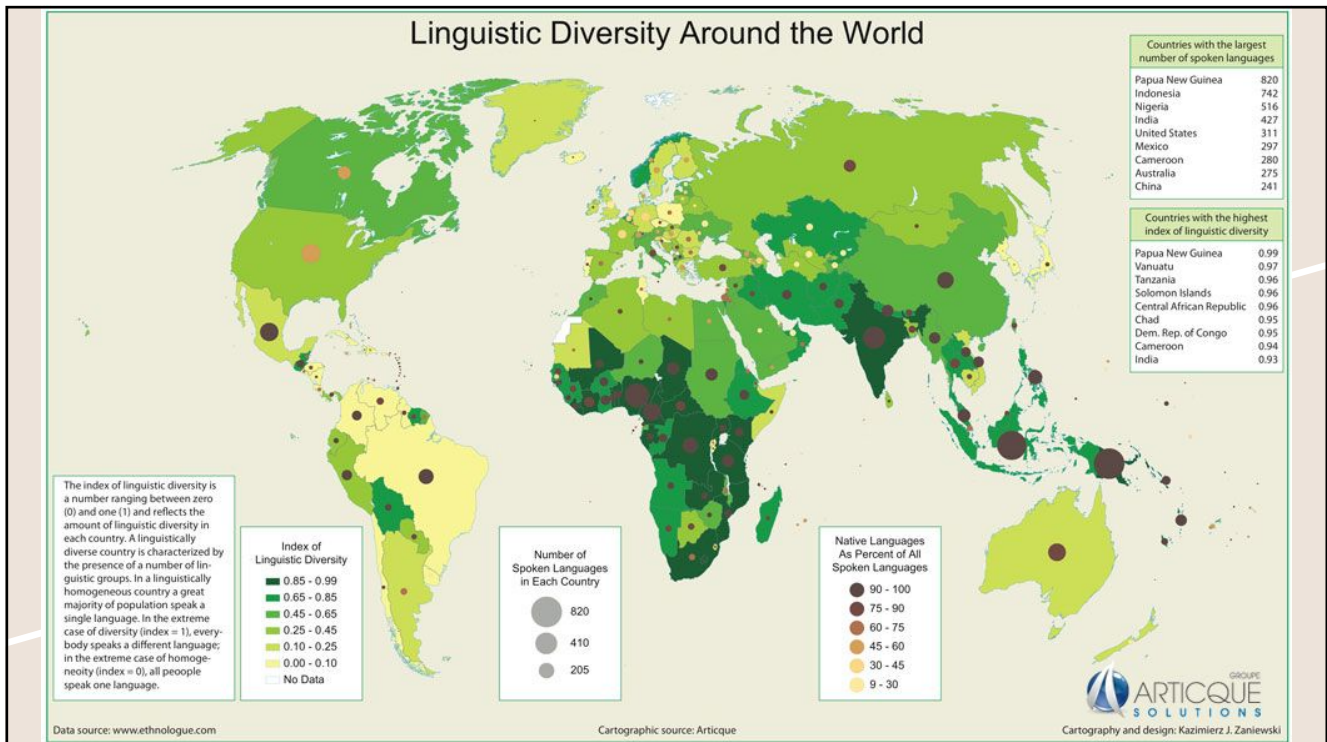 Linguistic Diversity Around the World
Countries with the largest
number of spoken languages
Papua New Guinea 820
Indonesia 742
Nigeria 516
India 427
United States 311
Mexico 297
Cameroon 280
Australia 275
China 241
Countries with the highest
index of linguistic diversity
Papua New Guinea 0.99
Vanuatu 0.97
Tanzania 0.96
Solomon Islands 0.96
Central African Republic 0.96
Chad 0.95
Dem. Rep. of Congo 0.95
Cameroon 0.94
India 0.93
The index of linguistic diversity is
a number ranging between zero
(0) and one (1) and reflects the
amount of linguistic diversity in
each country. A linguistically
diverse country is characterized by
the presence of a number of lin-
guistic groups. In a linguistically
homogeneous country a great
majority of population speak a
single language. In the extreme
case of diversity (index = 1), every-
body speaks a different language;
in the extreme case of homoge-
neity (index = 0), all peoople
speak one language.
Index of
Linguistic Diversity
0.85 - 0.99
0.65 - 0.85
0.45 - 0.65
0.25 - 0.45
0.10 - 0.25
0.00 - 0.10
No Data
Number of
Spoken Languages
in Each Country
820
410
205
Native Languages
As Percent of All
Spoken Languages
90 - 100
75 - 90
60 - 75
45 - 60
30 - 45
9 - 30
GROUPE
ARTICQUE
SOLUTIONS
Data source: www.ethnologue.com
Cartographic source: Articque
Cartography and design: Kazimierz J. Zaniewski